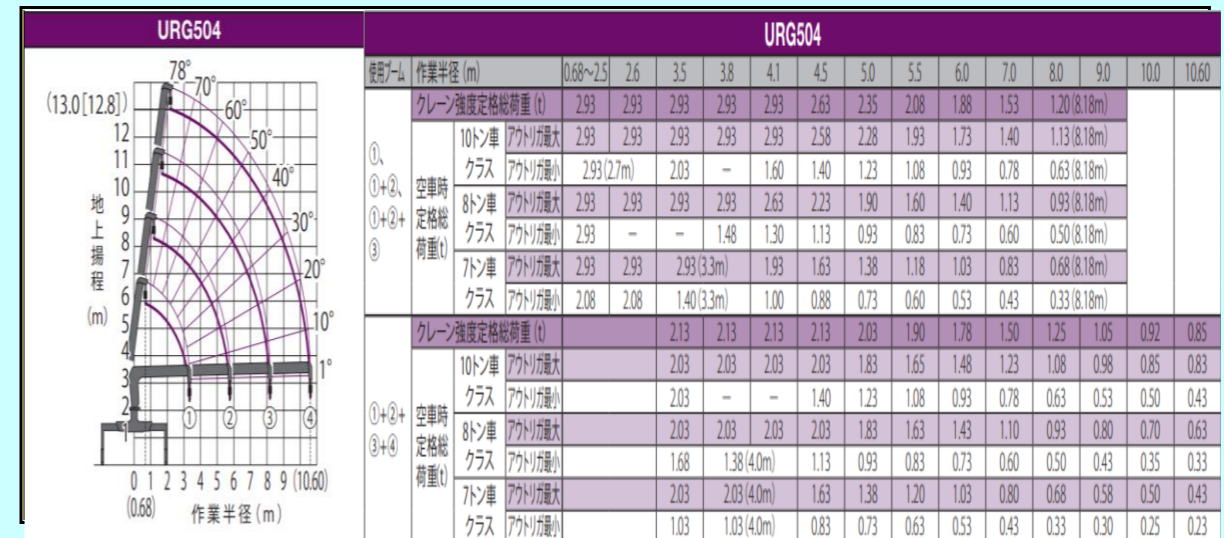 URG504
78°
70°
60°
50°
40°
30°
20°
10°
1°
(13.0[12.8])
12
11
10
9
8
7
6
5
4
3
2
1
地上揚程(m)
① ② ③ ④
0 1 2 3 4 5 6 7 8 9 (10.60)
(0.68)
作業半径(m)
URG504
使用ブーム 作業半径(m) 0.68~2.5 2.6 3.5 3.8 4.1 4.5 5.0 5.5 6.0 7.0 8.0 9.0 10.0 10.60
①、①+②、①+②+③
クレーン強度定格総荷重(t) 2.93 2.93 2.93 2.93 2.93 2.63 2.35 2.08 1.88 1.53 1.20(8.18m)
空車時定格総荷重(t)
10トン車クラス アウトリガ最大 2.93 2.93 2.93 2.93 2.93 2.58 2.28 1.93 1.73 1.40 1.13(8.18m)
アウトリガ最小 2.93(2.7m) 2.03 – 1.60 1.40 1.23 1.08 0.93 0.78 0.63(8.18m)
8トン車クラス アウトリガ最大 2.93 2.93 2.93 2.93 2.63 2.23 1.90 1.60 1.40 1.13 0.93(8.18m)
アウトリガ最小 2.93 – – 1.48 1.30 1.13 0.93 0.83 0.73 0.60 0.50(8.18m)
7トン車クラス アウトリガ最大 2.93 2.93 2.93(3.3m) 1.93 1.63 1.38 1.18 1.03 0.83 0.68(8.18m)
アウトリガ最小 2.08 2.08 1.40(3.3m) 1.00 0.88 0.73 0.60 0.53 0.43 0.33(8.18m)
①+②+③+④
クレーン強度定格総荷重(t) 2.13 2.13 2.13 2.13 2.03 1.90 1.78 1.50 1.25 1.05 0.92 0.85
空車時定格総荷重(t)
10トン車クラス アウトリガ最大 2.03 2.03 2.03 2.03 1.83 1.65 1.48 1.23 1.08 0.98 0.85 0.83
アウトリガ最小 2.03 – – 1.40 1.23 1.08 0.93 0.78 0.63 0.53 0.50 0.43
8トン車クラス アウトリガ最大 2.03 2.03 2.03 2.03 1.83 1.63 1.43 1.10 0.93 0.80 0.70 0.63
アウトリガ最小 1.68 1.38(4.0m) 1.13 0.93 0.83 0.73 0.60 0.50 0.43 0.35 0.33
7トン車クラス アウトリガ最大 2.03 2.03(4.0m) 1.63 1.38 1.20 1.03 0.80 0.68 0.58 0.50 0.43
アウトリガ最小 1.03 1.03(4.0m) 0.83 0.73 0.63 0.53 0.43 0.33 0.30 0.25 0.23